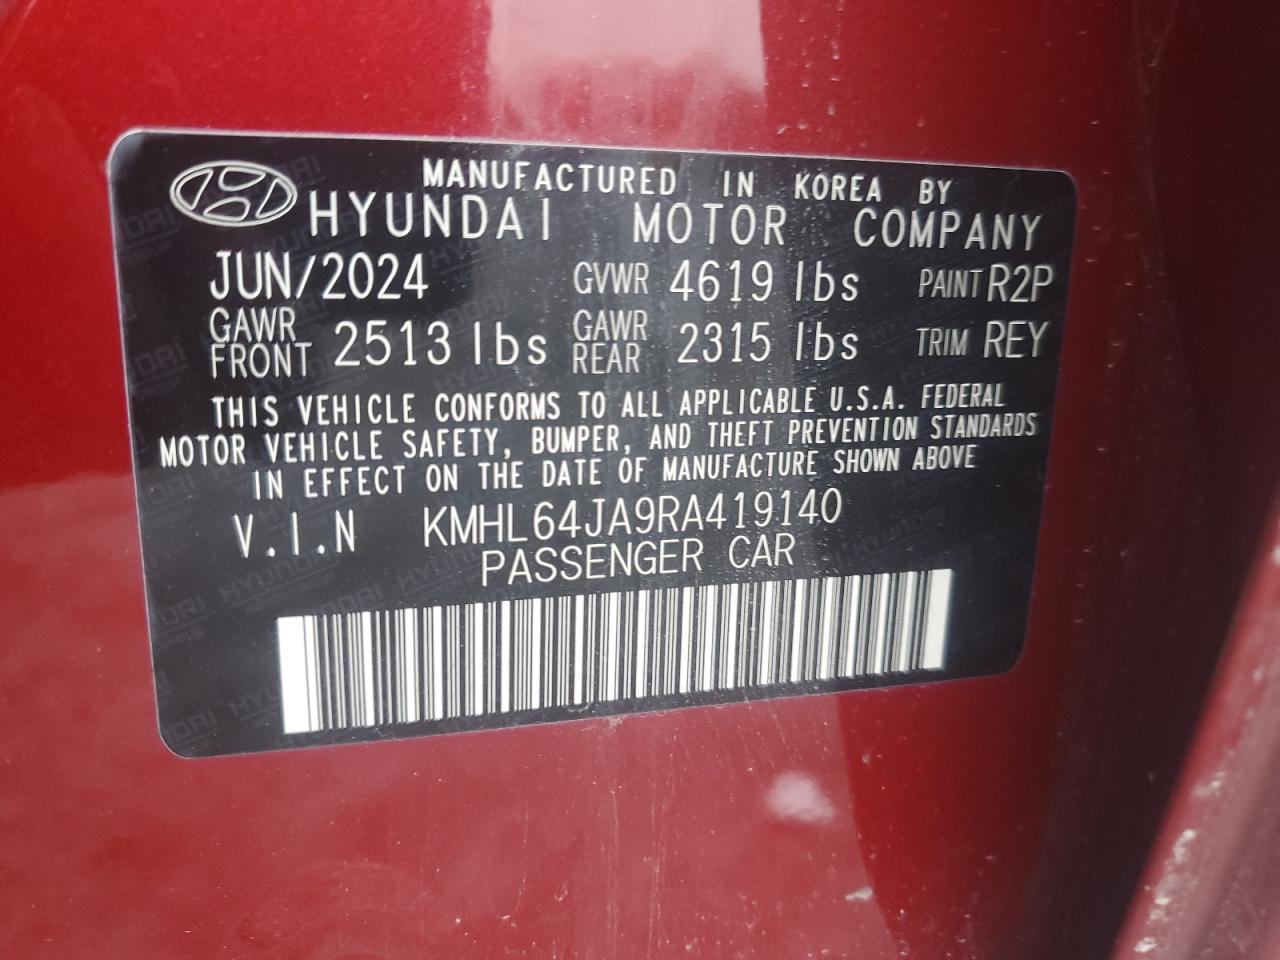 MANUFACTURED IN KOREA BY
HYUNDAI MOTOR COMPANY
JUN/2024 GVWR 4619 lbs PAINT R2P
GAWR FRONT 2513 lbs GAWR REAR 2315 lbs TRIM REY
THIS VEHICLE CONFORMS TO ALL APPLICABLE U.S.A. FEDERAL
MOTOR VEHICLE SAFETY, BUMPER, AND THEFT PREVENTION STANDARDS
IN EFFECT ON THE DATE OF MANUFACTURE SHOWN ABOVE
V.I.N KMHL64JA9RA419140
PASSENGER CAR